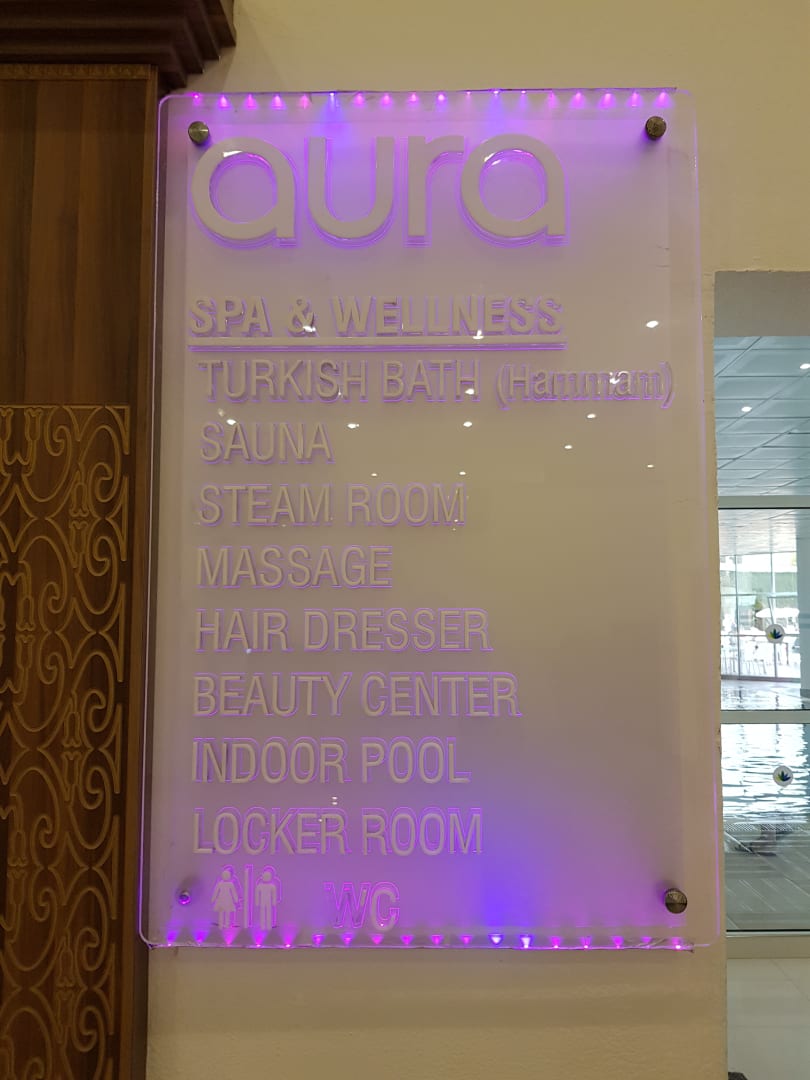 aura
SPA & WELLNESS
TURKISH BATH (Hammam)
SAUNA
STEAM ROOM
MASSAGE
HAIR DRESSER
BEAUTY CENTER
INDOOR POOL
LOCKER ROOM
WC